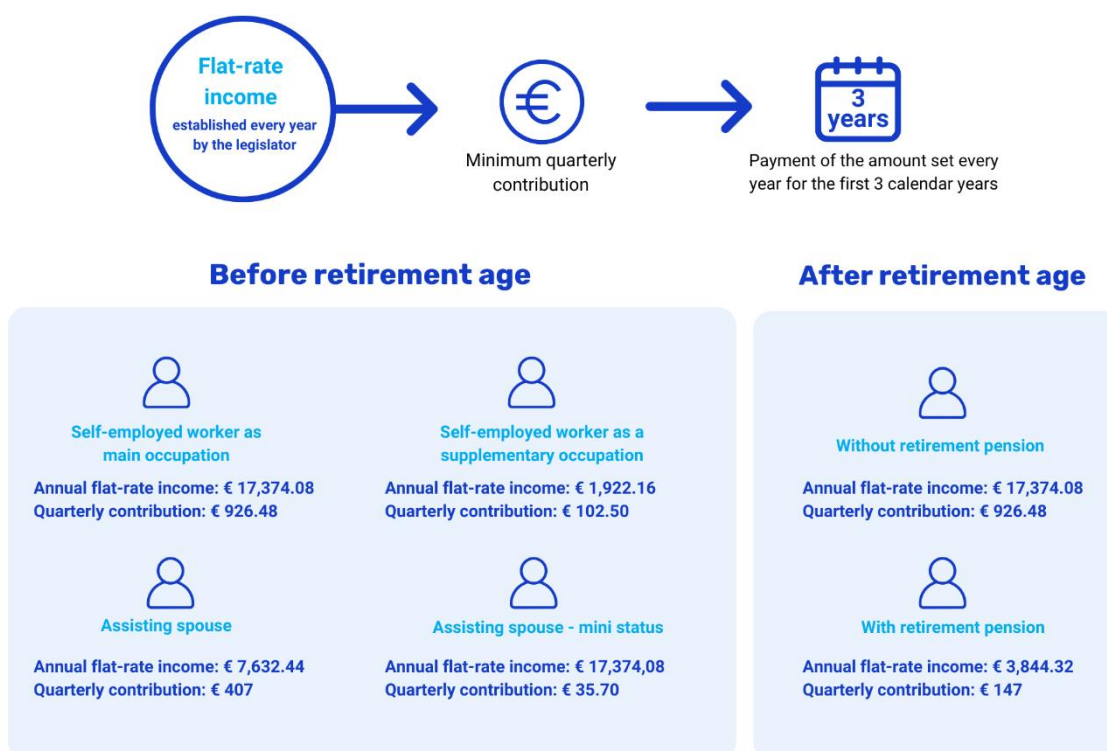 Flat-rate
income
established every year
by the legislator
Minimum quarterly
contribution
3
years
Payment of the amount set every
year for the first 3 calendar years
Before retirement age
Self-employed worker as
main occupation
Annual flat-rate income: € 17,374.08
Quarterly contribution: € 926.48
Self-employed worker as a
supplementary occupation
Annual flat-rate income: € 1,922.16
Quarterly contribution: € 102.50
Assisting spouse
Annual flat-rate income: € 7,632.44
Quarterly contribution: € 407
Assisting spouse - mini status
Annual flat-rate income: € 17,374,08
Quarterly contribution: € 35.70
After retirement age
Without retirement pension
Annual flat-rate income: € 17,374.08
Quarterly contribution: € 926.48
With retirement pension
Annual flat-rate income: € 3,844.32
Quarterly contribution: € 147